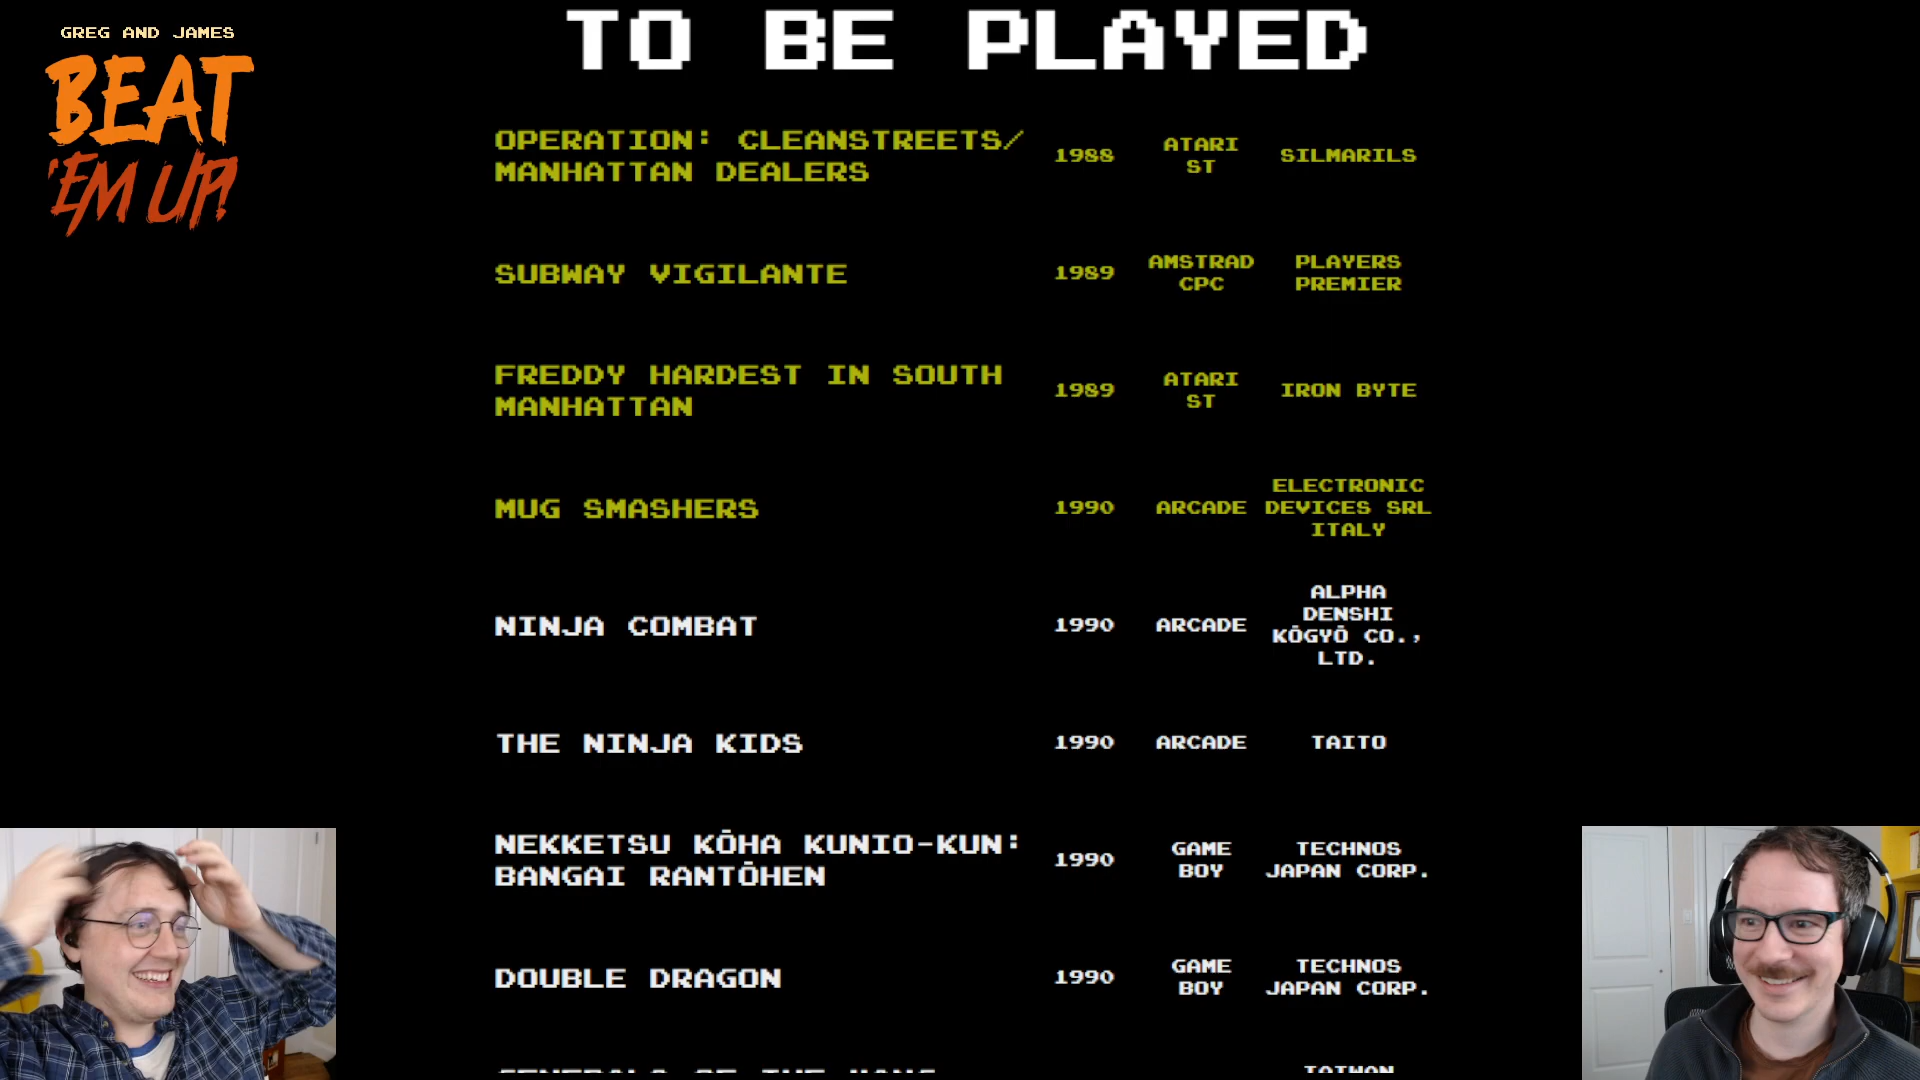 GREG AND JAMES
BEAT
'EM UP!
TO BE PLAYED
OPERATION: CLEANSTREETS/
MANHATTAN DEALERS
1988
ATARI
ST
SILMARILS
SUBWAY VIGILANTE
1989
AMSTRAD
CPC
PLAYERS
PREMIER
FREDDY HARDEST IN SOUTH
MANHATTAN
1989
ATARI
ST
IRON BYTE
MUG SMASHERS
1990
ARCADE
ELECTRONIC
DEVICES SRL
ITALY
NINJA COMBAT
1990
ARCADE
ALPHA
DENSHI
KŌGYŌ CO.,
LTD.
THE NINJA KIDS
1990
ARCADE
TAITO
NEKKETSU KŌHA KUNIO-KUN:
BANGAI RANTŌHEN
1990
GAME
BOY
TECHNOS
JAPAN CORP.
DOUBLE DRAGON
1990
GAME
BOY
TECHNOS
JAPAN CORP.